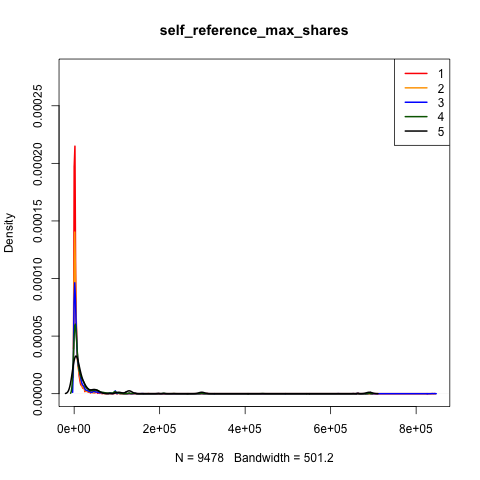 self_reference_max_shares
1
2
3
4
5
Density
0.00025
0.00020
0.00015
0.00010
0.00005
0.00000
0e+00 2e+05 4e+05 6e+05 8e+05
N = 9478 Bandwidth = 501.2